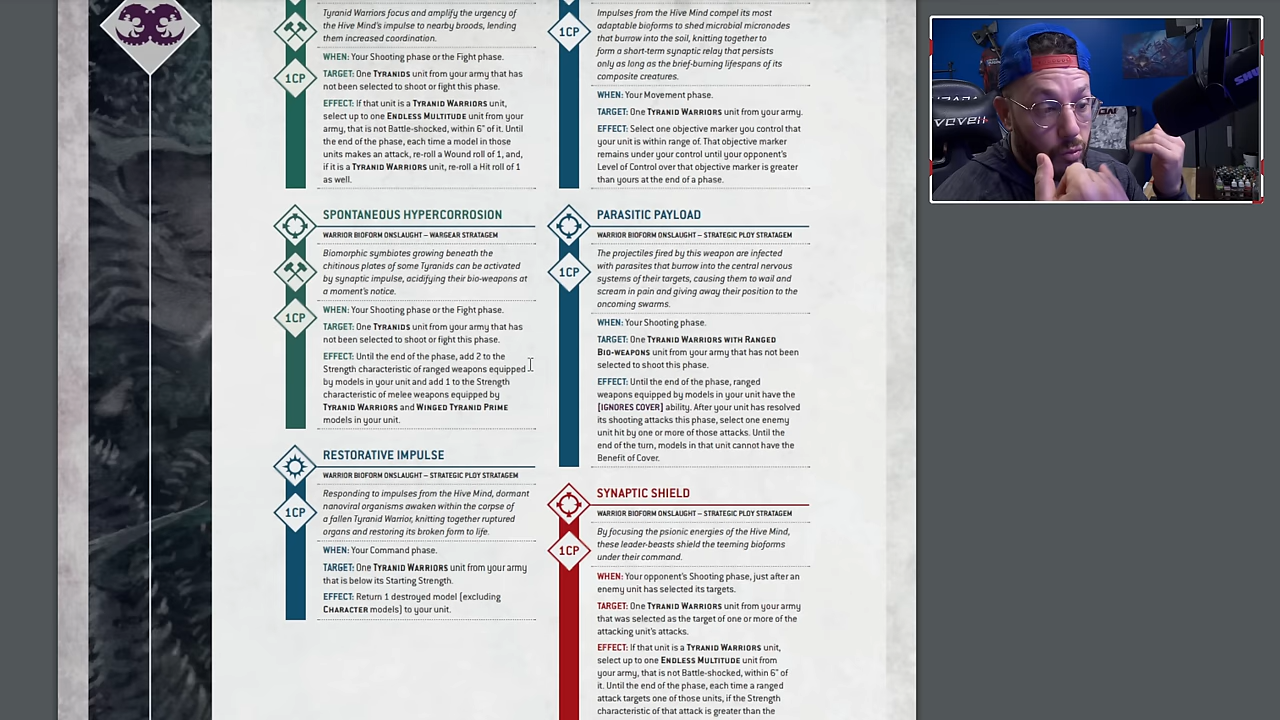 Tyranid Warriors focus and amplify the urgency of
the Hive Mind's impulse to nearby broods, lending
them increased coordination.
WHEN: Your Shooting phase or the Fight phase.
1CP
TARGET: One TYRANIDS unit from your army that has
not been selected to shoot or fight this phase.
EFFECT: If that unit is a TYRANID WARRIORS unit,
select up to one ENDLESS MULTITUDE unit from your
army, that is not Battle-shocked, within 6" of it. Until
the end of the phase, each time a model in those
units makes an attack, re-roll a Wound roll of 1, and,
if it is a TYRANID WARRIORS unit, re-roll a Hit roll of 1
as well.
SPONTANEOUS HYPERCORROSION
WARRIOR BIOFORM ONSLAUGHT – WARGEAR STRATAGEM
Biomorphic symbiotes growing beneath the
chitinous plates of some Tyranids can be activated
by synaptic impulse, acidifying their bio-weapons at
a moment's notice.
1CP
WHEN: Your Shooting phase or the Fight phase.
TARGET: One TYRANIDS unit from your army that has
not been selected to shoot or fight this phase.
EFFECT: Until the end of the phase, add 2 to the
Strength characteristic of ranged weapons equipped
by models in your unit and add 1 to the Strength
characteristic of melee weapons equipped by
TYRANID WARRIORS and WINGED TYRANID PRIME
models in your unit.
RESTORATIVE IMPULSE
WARRIOR BIOFORM ONSLAUGHT – STRATEGIC PLOY STRATAGEM
1CP
Responding to impulses from the Hive Mind, dormant
nanoviral organisms awaken within the corpse of
a fallen Tyranid Warrior, knitting together ruptured
organs and restoring its broken form to life.
WHEN: Your Command phase.
TARGET: One TYRANID WARRIORS unit from your army
that is below its Starting Strength.
EFFECT: Return 1 destroyed model (excluding
CHARACTER models) to your unit.
1CP
Impulses from the Hive Mind compel its most
adaptable bioforms to shed microbial micronodes
that burrow into the soil, knitting together to
form a short-term synaptic relay that persists
only as long as the brief-burning lifespans of its
composite creatures.
WHEN: Your Movement phase.
TARGET: One TYRANID WARRIORS unit from your army.
EFFECT: Select one objective marker you control that
your unit is within range of. That objective marker
remains under your control until your opponent's
Level of Control over that objective marker is greater
than yours at the end of a phase.
PARASITIC PAYLOAD
WARRIOR BIOFORM ONSLAUGHT – STRATEGIC PLOY STRATAGEM
1CP
The projectiles fired by this weapon are infected
with parasites that burrow into the central nervous
systems of their targets, causing them to wail and
scream in pain and giving away their position to the
oncoming swarms.
WHEN: Your Shooting phase.
TARGET: One TYRANID WARRIORS WITH RANGED
BIO-WEAPONS unit from your army that has not been
selected to shoot this phase.
EFFECT: Until the end of the phase, ranged
weapons equipped by models in your unit have the
[IGNORES COVER] ability. After your unit has resolved
its shooting attacks this phase, select one enemy
unit hit by one or more of those attacks. Until the
end of the turn, models in that unit cannot have the
Benefit of Cover.
SYNAPTIC SHIELD
WARRIOR BIOFORM ONSLAUGHT – STRATEGIC PLOY STRATAGEM
1CP
By focusing the psionic energies of the Hive Mind,
these leader-beasts shield the teeming bioforms
under their command.
WHEN: Your opponent's Shooting phase, just after an
enemy unit has selected its targets.
TARGET: One TYRANID WARRIORS unit from your army
that was selected as the target of one or more of the
attacking unit's attacks.
EFFECT: If that unit is a TYRANID WARRIORS unit,
select up to one ENDLESS MULTITUDE unit from
your army, that is not Battle-shocked, within 6" of
it. Until the end of the phase, each time a ranged
attack targets one of those units, if the Strength
characteristic of that attack is greater than the